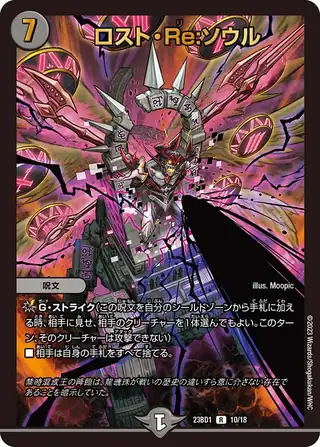 7
ロスト・Re:ソウル
リ
呪文
illus. Moopic
G・ストライク(この呪文を自分のシールドゾーンから手札に加え
る時、相手に見せ、相手のクリーチャーを1体選んでもよい。このター
ン、そのクリーチャーは攻撃できない)
■相手は自身の手札をすべて捨てる。
禁時混成王の降臨は、龍魂珠が戦いの歴史の違いすら意に介さない存在であ
ることを暗示していた。
23BD1 R 10/18
©2023 Wizards/Shogakukan/WHC